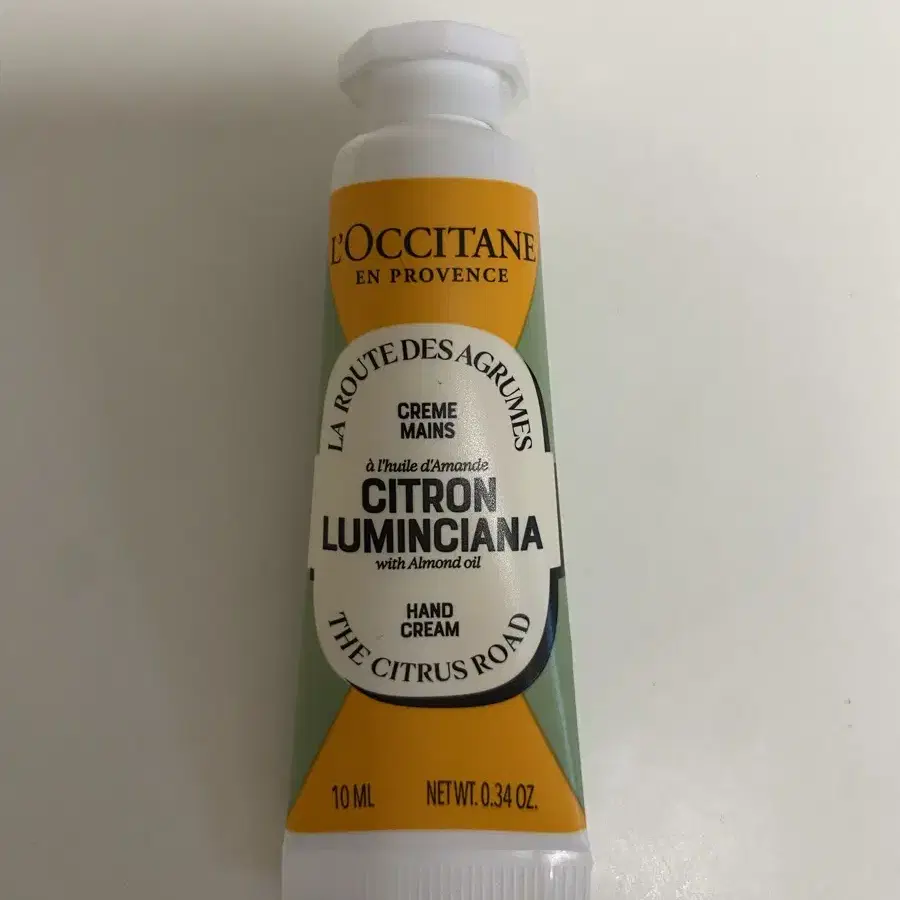 L'OCCITANE
EN PROVENCE
LA ROUTE DES AGRUMES
CREME
MAINS
à l'huile d'Amande
CITRON
LUMINCIANA
with Almond oil
HAND
CREAM
THE CITRUS ROAD
10 ML NET WT. 0.34 OZ.